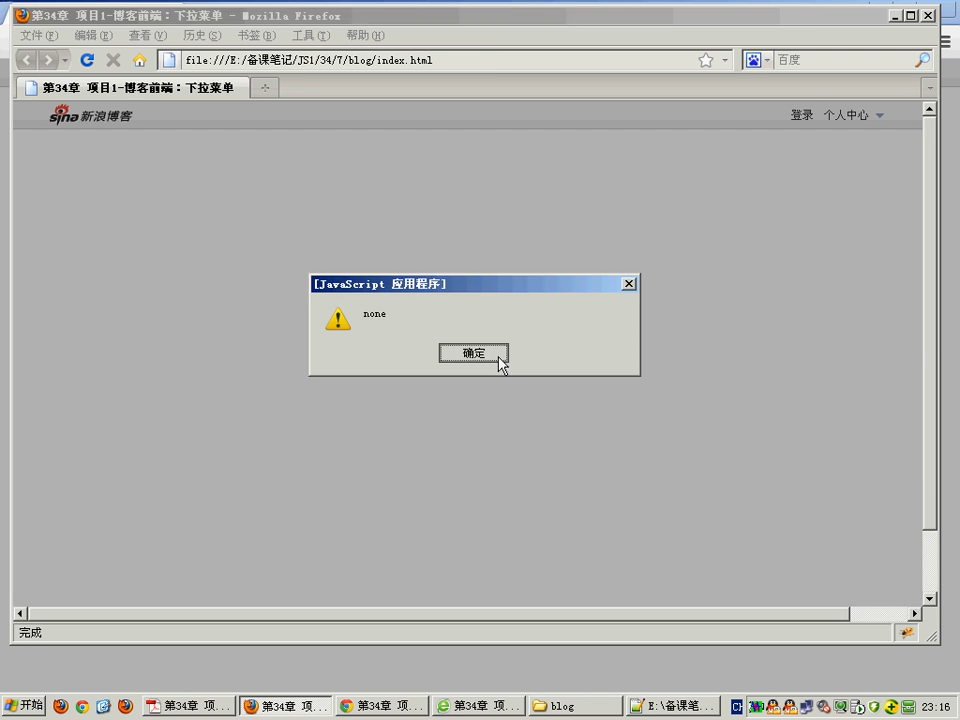 第34章 项目1-博客前端：下拉菜单 - Mozilla Firefox
文件(F) 编辑(E) 查看(V) 历史(S) 书签(B) 工具(T) 帮助(H)
file:///E:/备课笔记/JS1/34/7/blog/index.html 百度
第34章 项目1-博客前端：下拉菜单
sina新浪博客 登录 个人中心
[JavaScript 应用程序]
none
确定
完成
开始 第34章 项... 第34章 项... 第34章 项... 第34章 项... blog E:\备课笔... CH 23:16